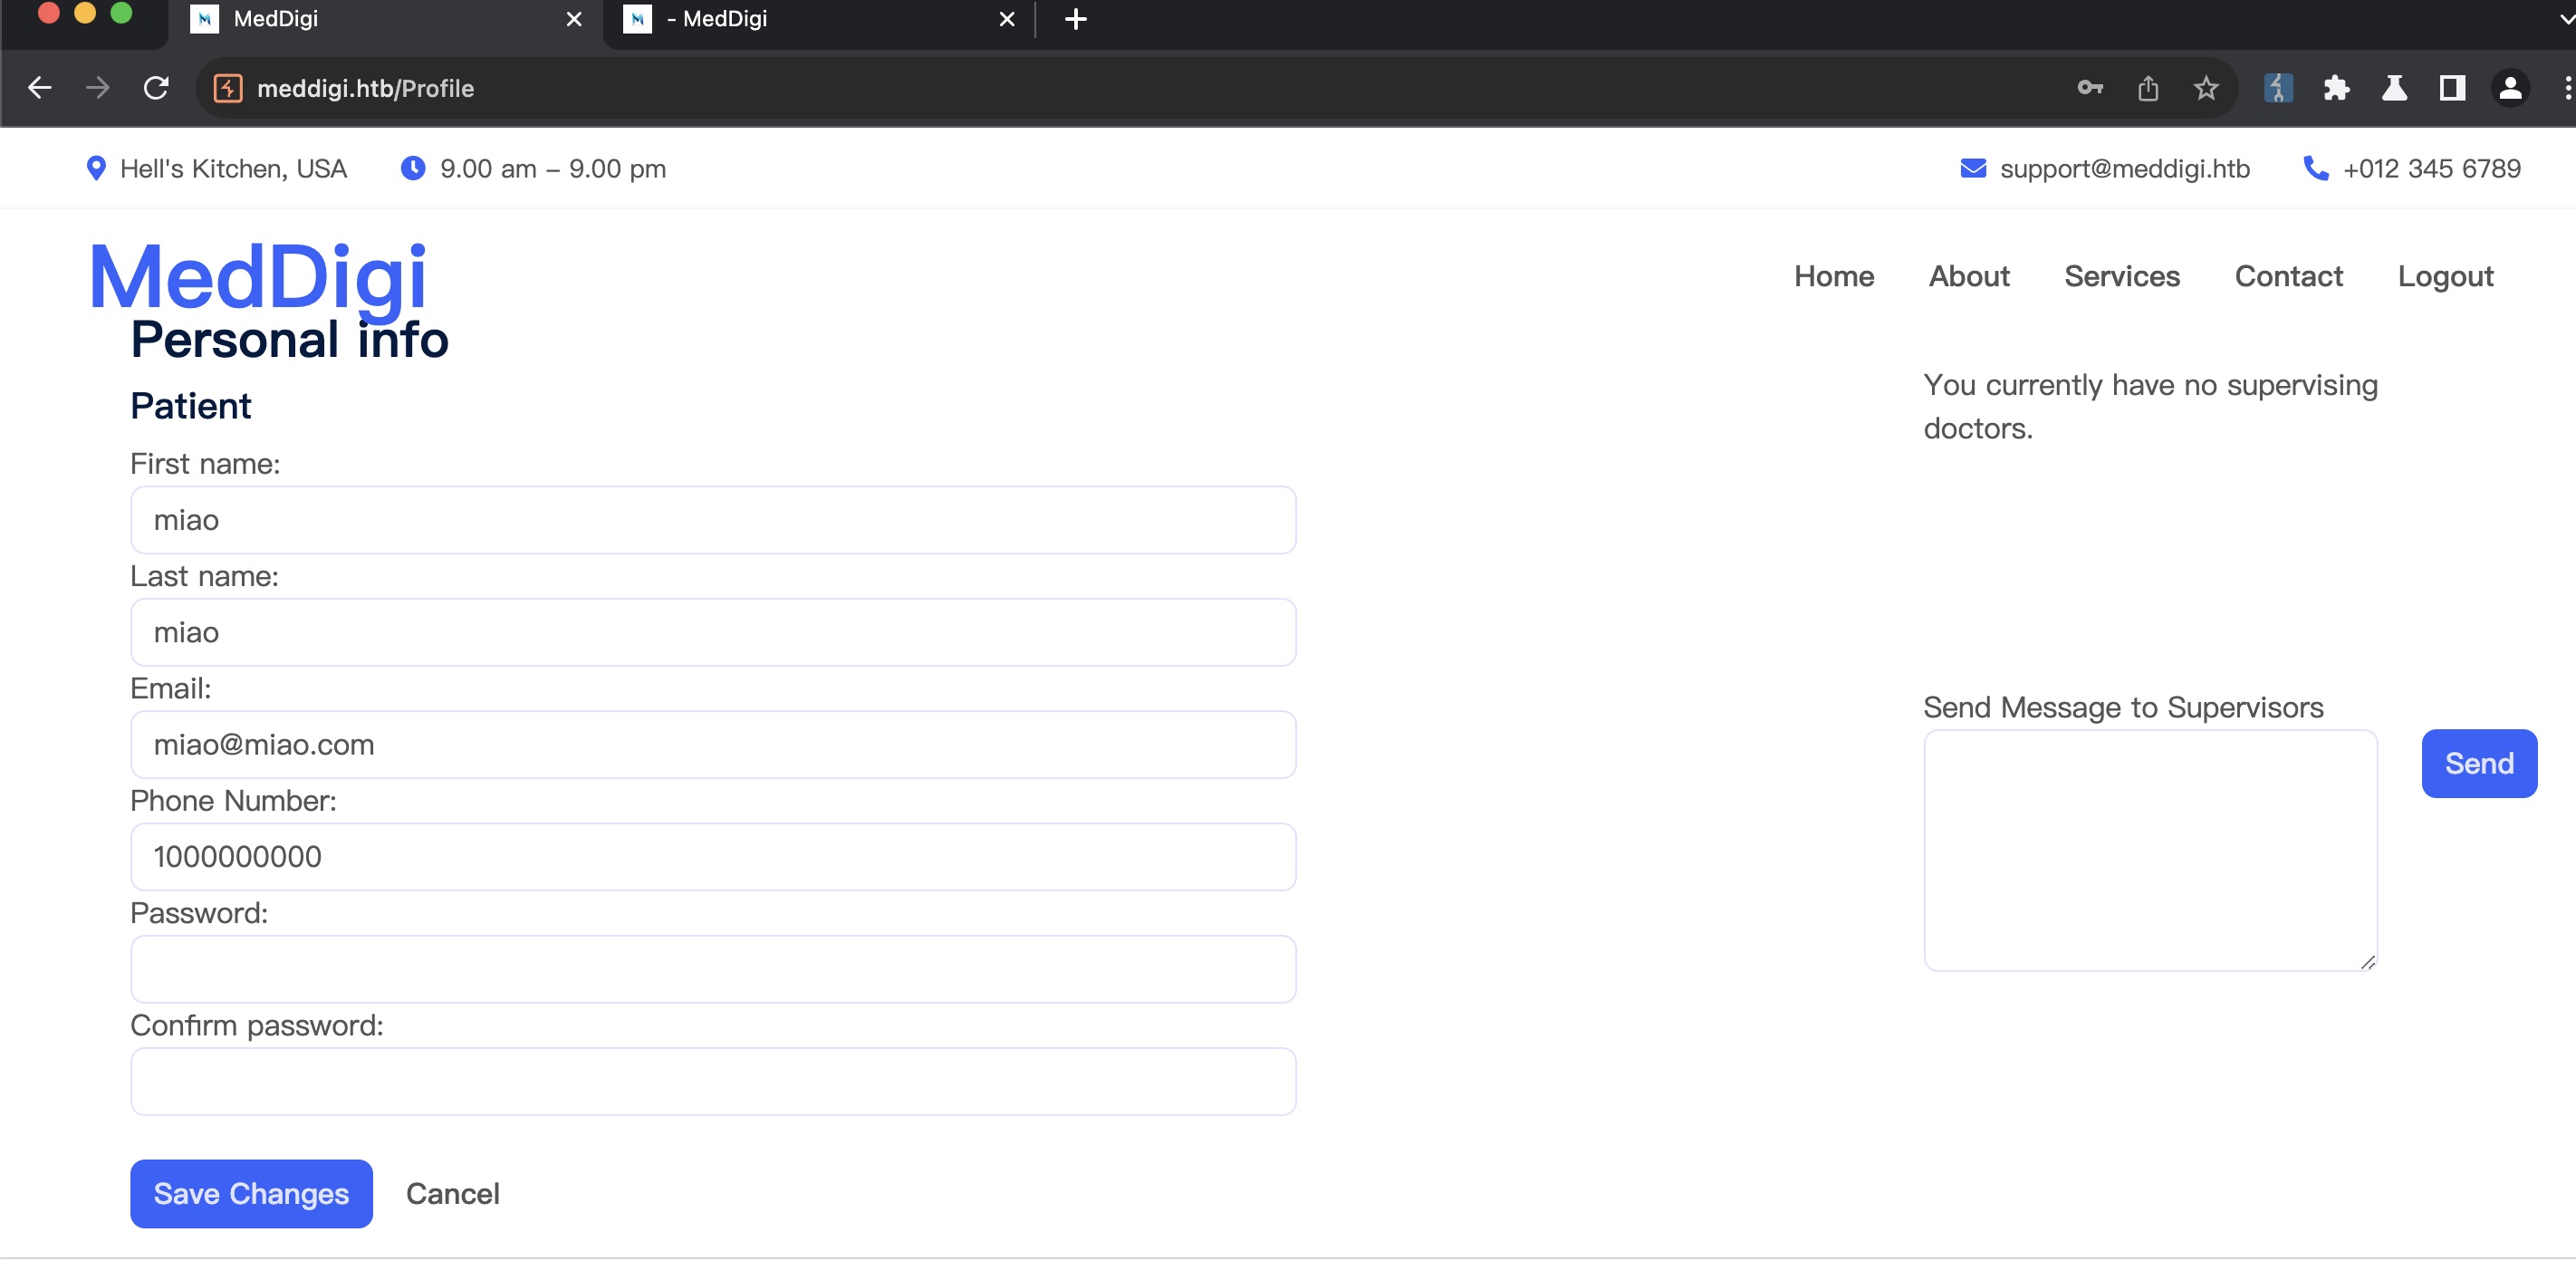 MedDigi
- MedDigi
meddigi.htb/Profile
Hell's Kitchen, USA
9.00 am – 9.00 pm
support@meddigi.htb
+012 345 6789
MedDigi
Home
About
Services
Contact
Logout
Personal info
Patient
First name:
miao
Last name:
miao
Email:
miao@miao.com
Phone Number:
1000000000
Password:
Confirm password:
Save Changes
Cancel
You currently have no supervising
doctors.
Send Message to Supervisors
Send